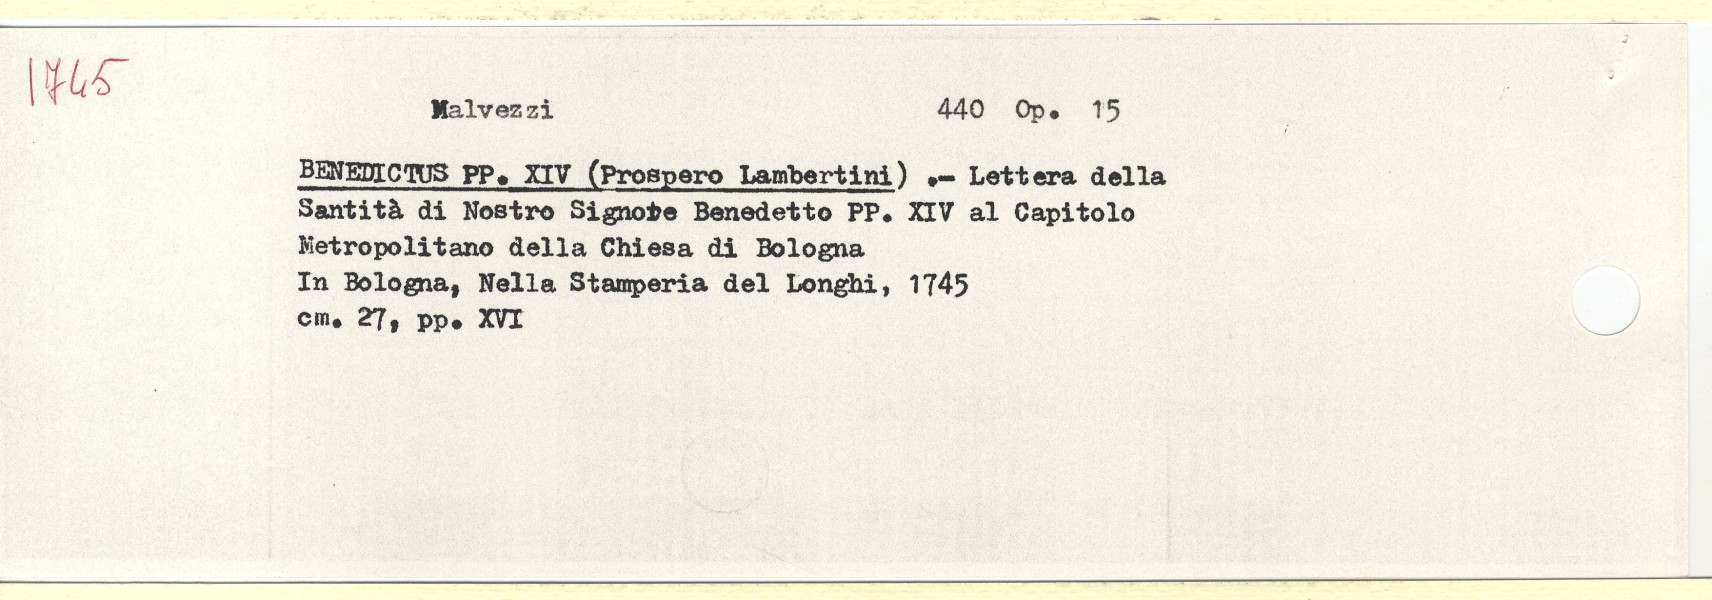 1745
Malvezzi 440 Op. 15
BENEDICTUS PP. XIV (Prospero Lambertini) .- Lettera della
Santità di Nostro Signore Benedetto PP. XIV al Capitolo
Metropolitano della Chiesa di Bologna
In Bologna, Nella Stamperia del Longhi, 1745
cm. 27, pp. XVI